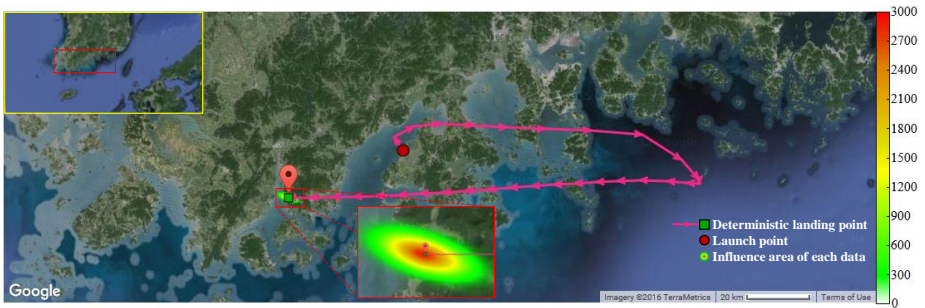 3000
2700
2400
2100
1800
1500
1200
900
600
300
0
Deterministic landing point
Launch point
Influence area of each data
Google
Imagery ©2016 TerraMetrics
20 km
Terms of Use